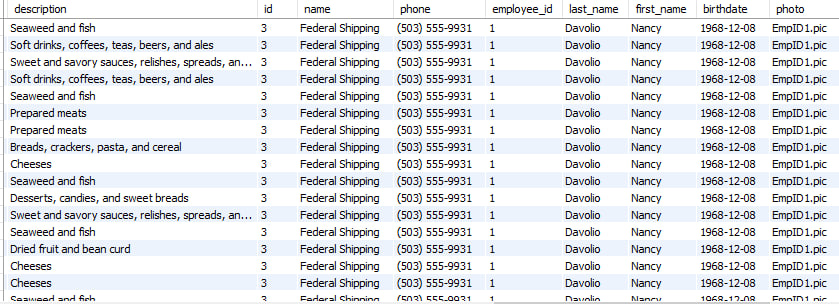 description id name phone employee_id last_name first_name birthdate photo
Seaweed and fish 3 Federal Shipping (503) 555-9931 1 Davolio Nancy 1968-12-08 EmpID1.pic
Soft drinks, coffees, teas, beers, and ales 3 Federal Shipping (503) 555-9931 1 Davolio Nancy 1968-12-08 EmpID1.pic
Sweet and savory sauces, relishes, spreads, an... 3 Federal Shipping (503) 555-9931 1 Davolio Nancy 1968-12-08 EmpID1.pic
Soft drinks, coffees, teas, beers, and ales 3 Federal Shipping (503) 555-9931 1 Davolio Nancy 1968-12-08 EmpID1.pic
Seaweed and fish 3 Federal Shipping (503) 555-9931 1 Davolio Nancy 1968-12-08 EmpID1.pic
Prepared meats 3 Federal Shipping (503) 555-9931 1 Davolio Nancy 1968-12-08 EmpID1.pic
Prepared meats 3 Federal Shipping (503) 555-9931 1 Davolio Nancy 1968-12-08 EmpID1.pic
Breads, crackers, pasta, and cereal 3 Federal Shipping (503) 555-9931 1 Davolio Nancy 1968-12-08 EmpID1.pic
Cheeses 3 Federal Shipping (503) 555-9931 1 Davolio Nancy 1968-12-08 EmpID1.pic
Seaweed and fish 3 Federal Shipping (503) 555-9931 1 Davolio Nancy 1968-12-08 EmpID1.pic
Desserts, candies, and sweet breads 3 Federal Shipping (503) 555-9931 1 Davolio Nancy 1968-12-08 EmpID1.pic
Sweet and savory sauces, relishes, spreads, an... 3 Federal Shipping (503) 555-9931 1 Davolio Nancy 1968-12-08 EmpID1.pic
Seaweed and fish 3 Federal Shipping (503) 555-9931 1 Davolio Nancy 1968-12-08 EmpID1.pic
Dried fruit and bean curd 3 Federal Shipping (503) 555-9931 1 Davolio Nancy 1968-12-08 EmpID1.pic
Cheeses 3 Federal Shipping (503) 555-9931 1 Davolio Nancy 1968-12-08 EmpID1.pic
Cheeses 3 Federal Shipping (503) 555-9931 1 Davolio Nancy 1968-12-08 EmpID1.pic
Seaweed and fish 3 Federal Shipping (503) 555-9931 1 Davolio Nancy 1968-12-08 EmpID1.pic